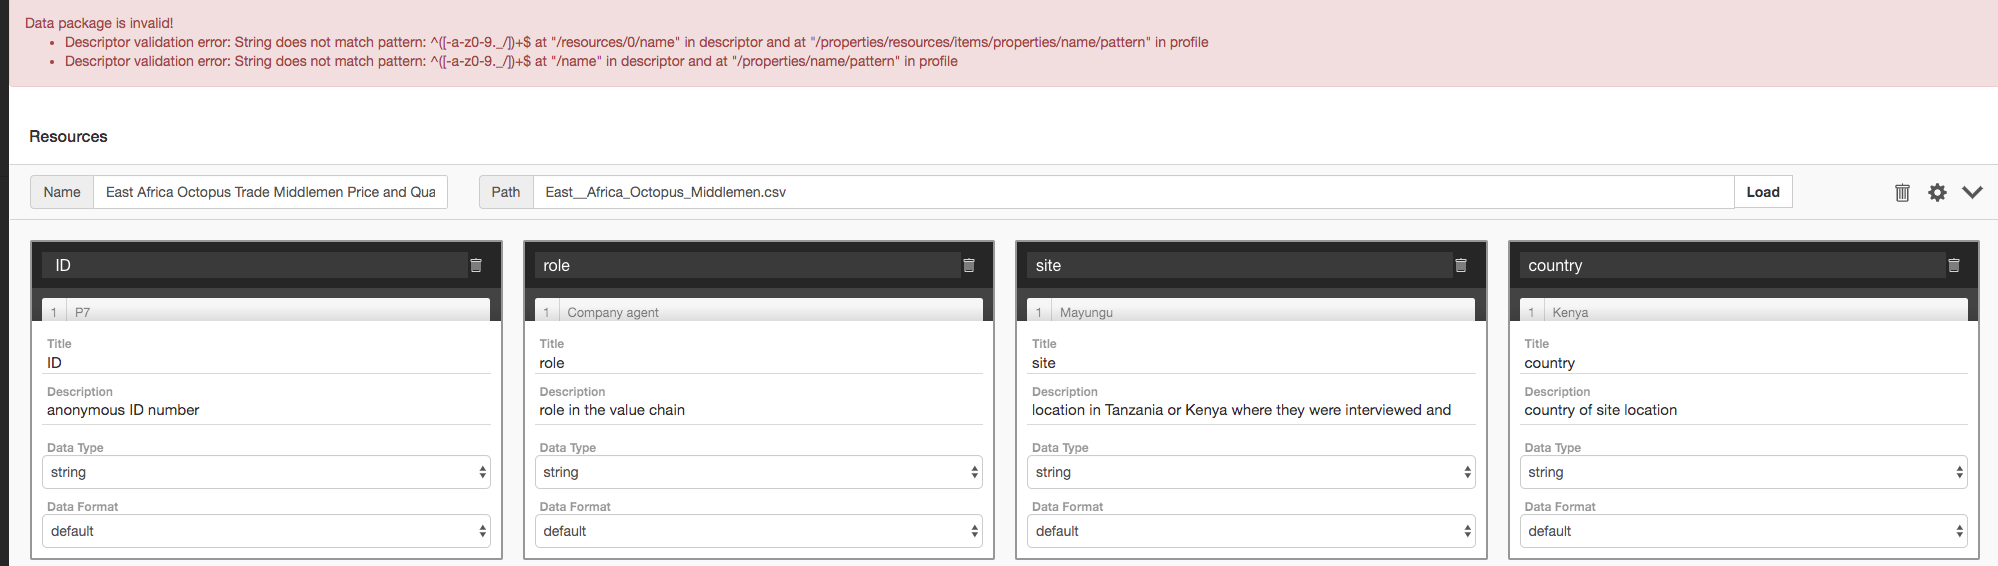 Data package is invalid!
• Descriptor validation error: String does not match pattern: ^([-a-z0-9._/])+$ at "/resources/0/name" in descriptor and at "/properties/resources/items/properties/name/pattern" in profile
• Descriptor validation error: String does not match pattern: ^([-a-z0-9._/])+$ at "/name" in descriptor and at "/properties/name/pattern" in profile
Resources
Name East Africa Octopus Trade Middlemen Price and Qua Path East__Africa_Octopus_Middlemen.csv Load
ID role site country
1 P7 1 Company agent 1 Mayungu 1 Kenya
Title Title Title Title
ID role site country
Description Description Description Description
anonymous ID number role in the value chain location in Tanzania or Kenya where they were interviewed and country of site location
Data Type Data Type Data Type Data Type
string string string string
Data Format Data Format Data Format Data Format
default default default default